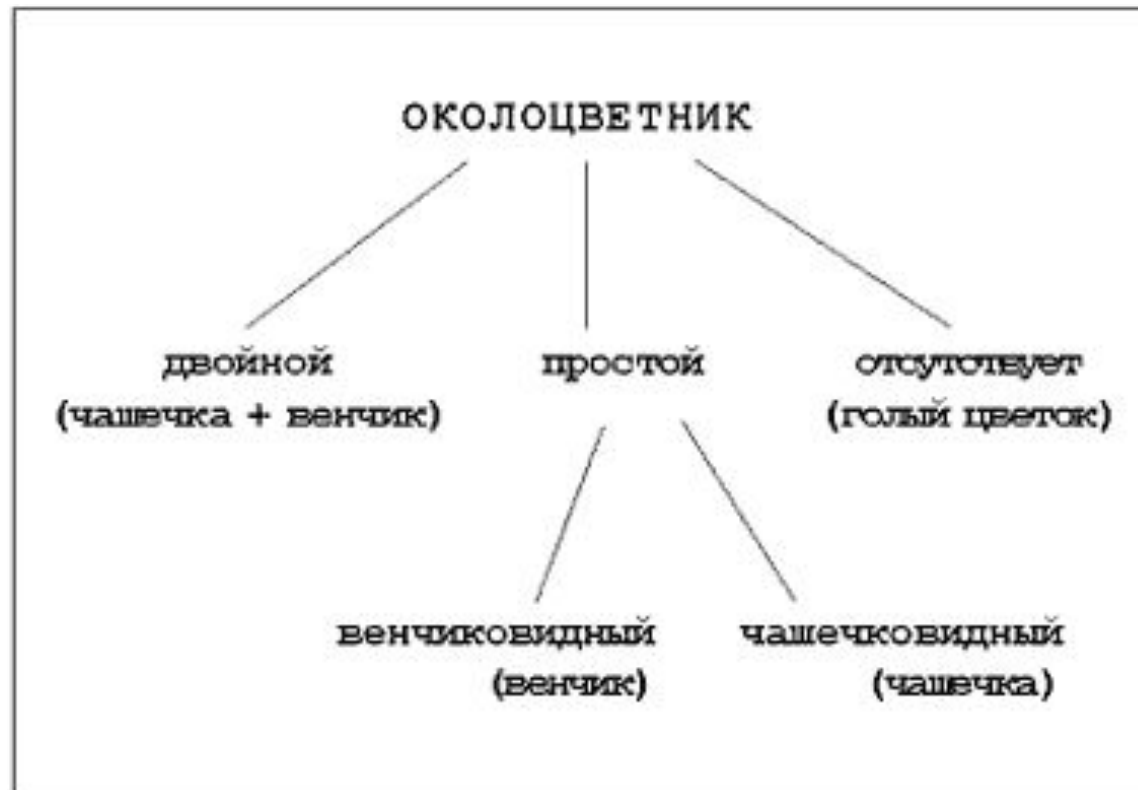 ОКОЛОЦВЕТНИК
двойной простой отсутствует
(чашечка + венчик) (голый цветок)
венчиковидный чашечковидный
(венчик) (чашечка)